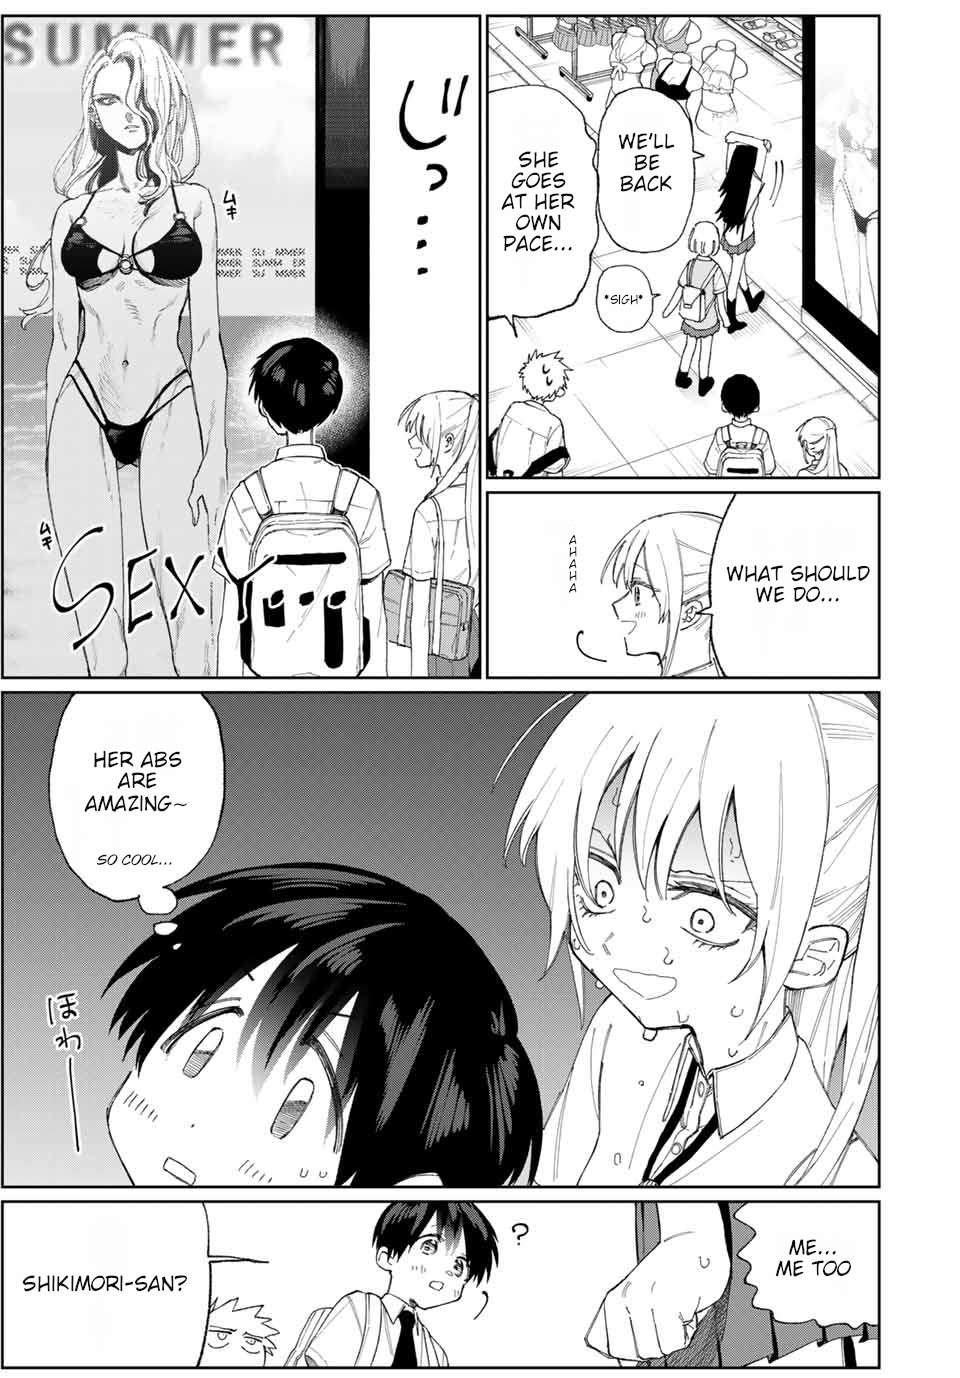 WE'LL
BE
BACK
SHE
GOES
AT HER
OWN
PACE...
*SIGH*
WHAT SHOULD
WE DO...
AHAHA
SUMMER
じっ...
ムキ
ムキ
SEXY...
HER ABS
ARE
AMAZING~
SO COOL...
ほわー
ME...
ME TOO
?
SHIKIMORI-SAN?